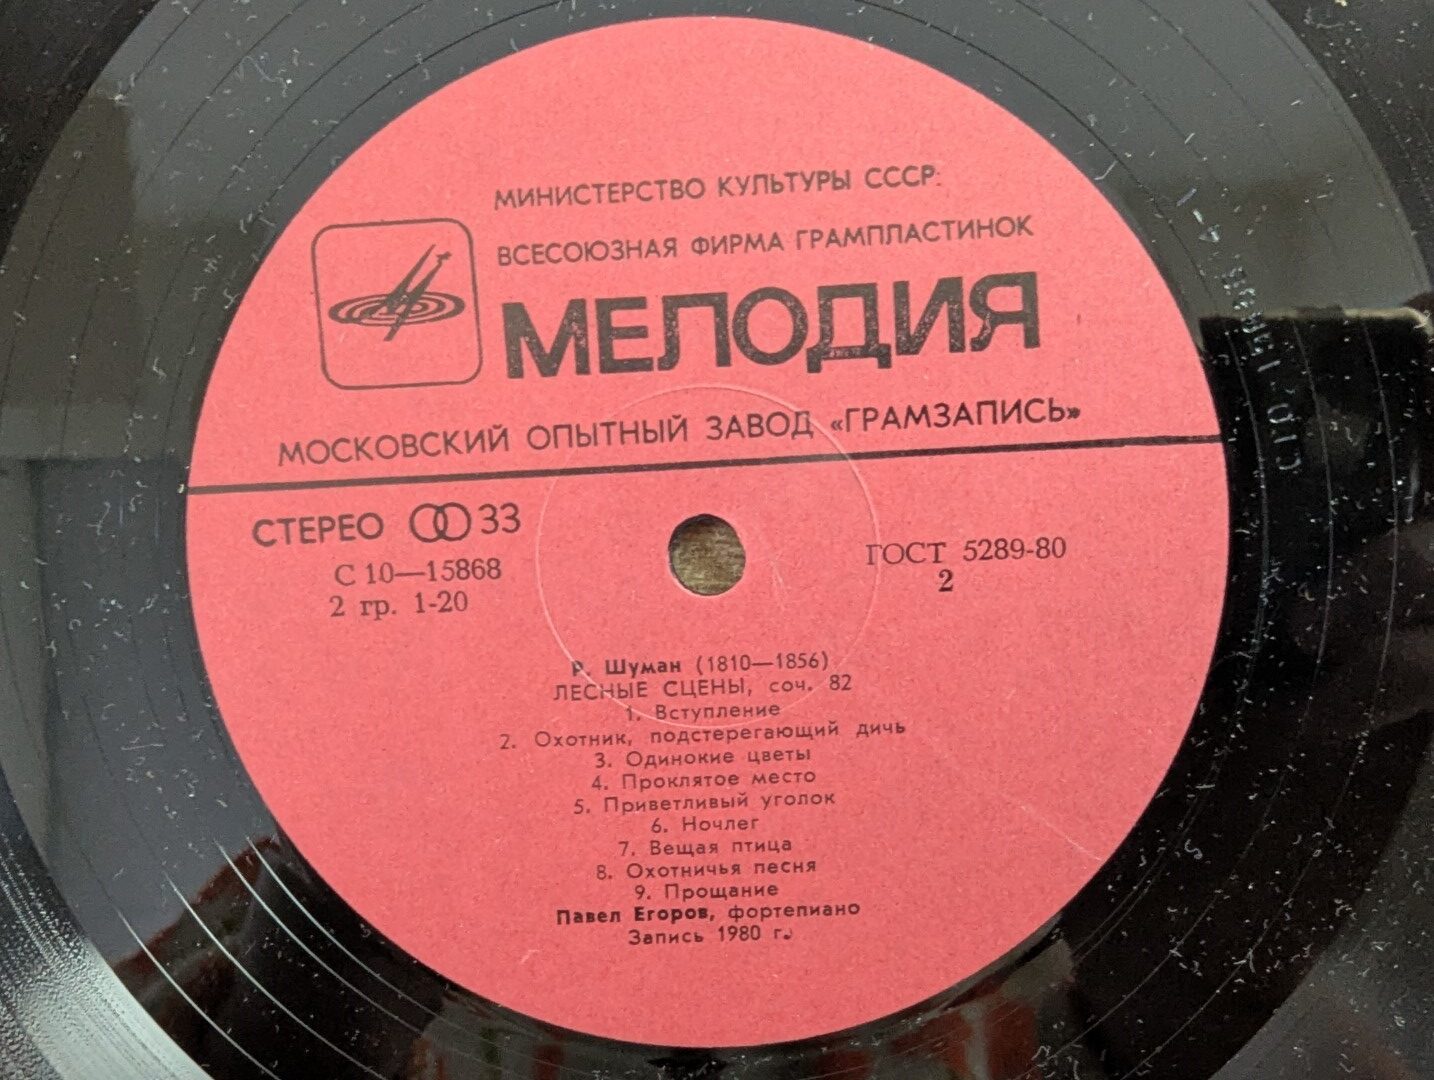 МИНИСТЕРСТВО КУЛЬТУРЫ СССР
ВСЕСОЮЗНАЯ ФИРМА ГРАМПЛАСТИНОК
МЕЛОДИЯ
МОСКОВСКИЙ ОПЫТНЫЙ ЗАВОД «ГРАМЗАПИСЬ»
СТЕРЕО 33
С 10—15868
2 гр. 1-20
ГОСТ 5289-80
2
Р. Шуман (1810—1856)
ЛЕСНЫЕ СЦЕНЫ, соч. 82
1. Вступление
2. Охотник, подстерегающий дичь
3. Одинокие цветы
4. Проклятое место
5. Приветливый уголок
6. Ночлег
7. Вещая птица
8. Охотничья песня
9. Прощание
Павел Егоров, фортепиано
Запись 1980 г.